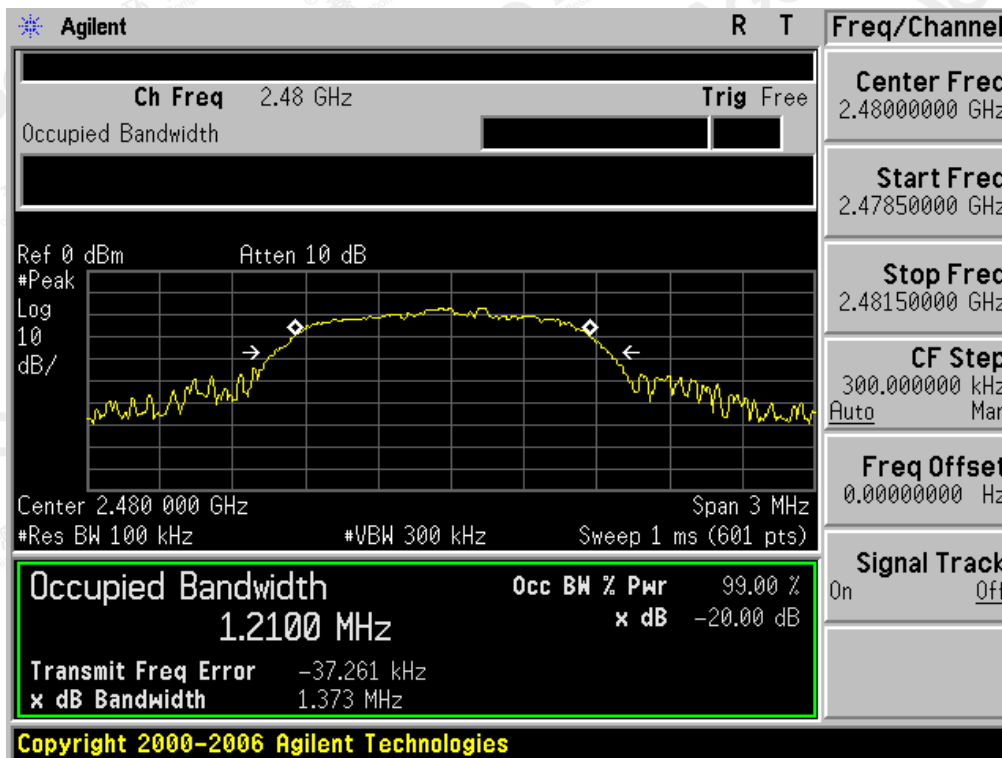 Agilent R T
Ch Freq 2.48 GHz Trig Free
Occupied Bandwidth
Ref 0 dBm Atten 10 dB
#Peak
Log
10
dB/
Center 2.480 000 GHz Span 3 MHz
#Res BW 100 kHz #VBW 300 kHz Sweep 1 ms (601 pts)
Occupied Bandwidth Occ BW % Pwr 99.00 %
1.2100 MHz x dB -20.00 dB
Transmit Freq Error -37.261 kHz
x dB Bandwidth 1.373 MHz
Copyright 2000-2006 Agilent Technologies
Freq/Channel
Center Freq
2.48000000 GHz
Start Freq
2.47850000 GHz
Stop Freq
2.48150000 GHz
CF Step
300.000000 kHz
Auto Man
Freq Offset
0.00000000 Hz
Signal Track
On Off